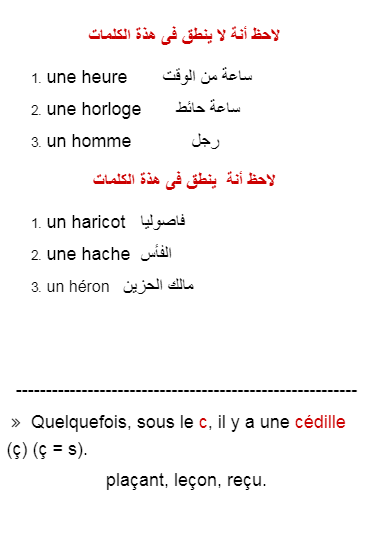 لاحظ أنة لا ينطق فى هذة الكلمات
1. une heure ساعة من الوقت
2. une horloge ساعة حائط
3. un homme رجل
لاحظ أنة ينطق فى هذة الكلمات
1. un haricot فاصوليا
2. une hache الفأس
3. un héron مالك الحزين
---------------------------------------------------------
» Quelquefois, sous le c, il y a une cédille
(ç) (ç = s).
plaçant, leçon, reçu.